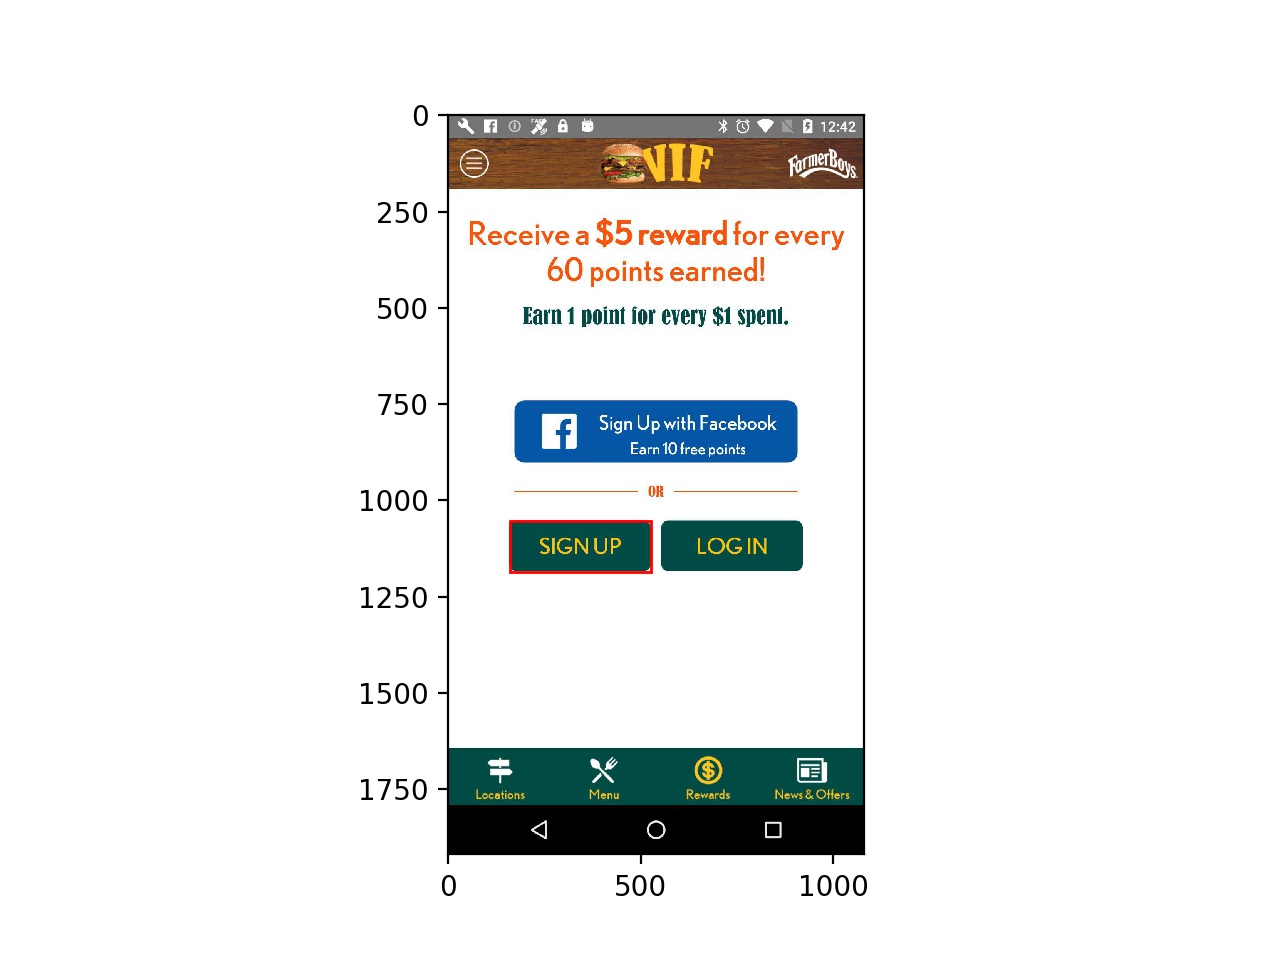 12:42
VIF
FarmerBoys.
Receive a $5 reward for every
60 points earned!
Earn 1 point for every $1 spent.
Sign Up with Facebook
Earn 10 free points
OR
SIGN UP
LOG IN
Locations
Menu
Rewards
News & Offers
0
250
500
750
1000
1250
1500
1750
0
500
1000